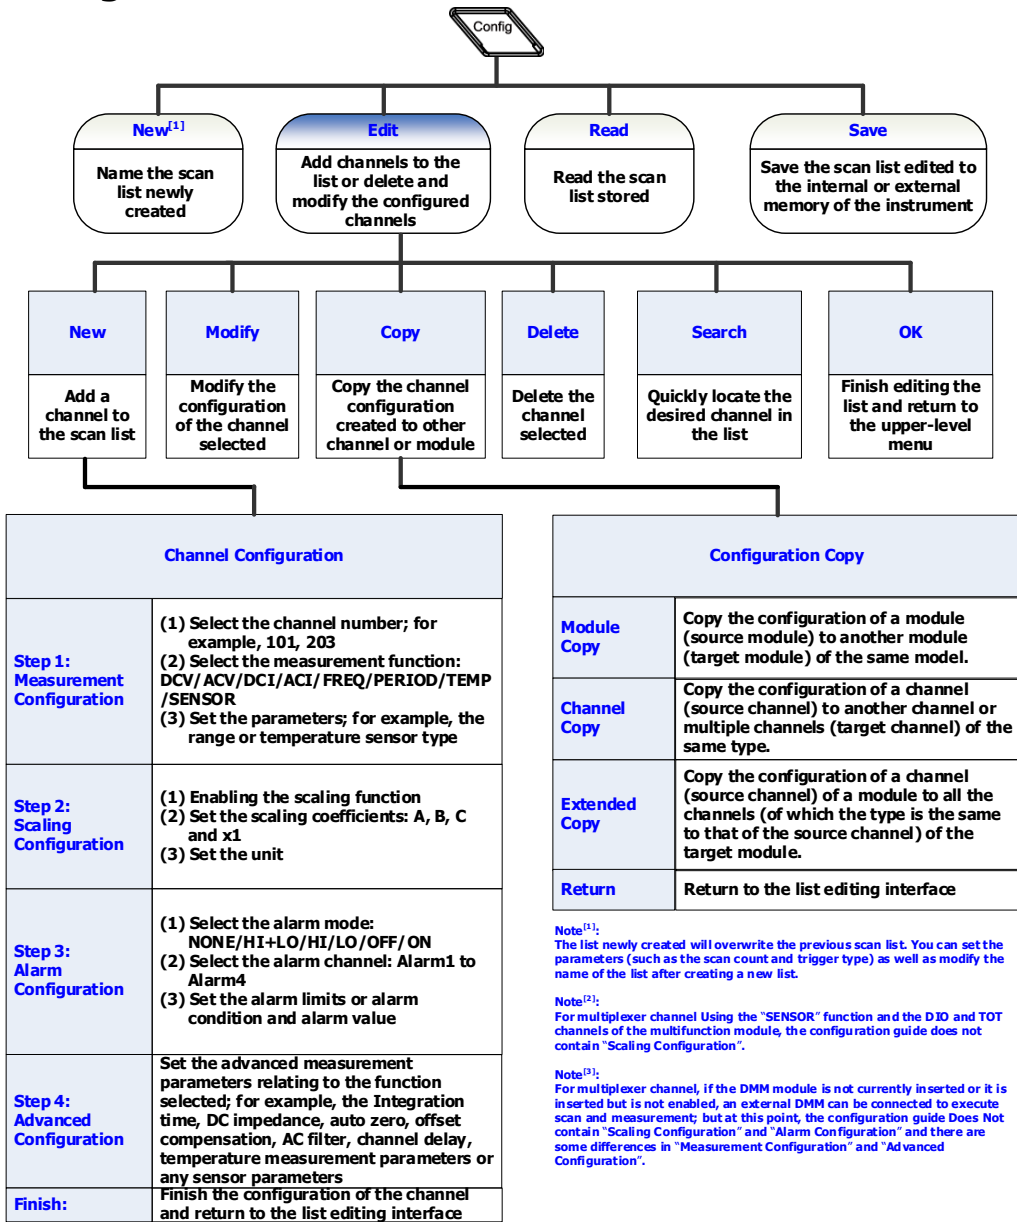 Config
New[1]
Name the scan
list newly
created
Edit
Add channels to the
list or delete and
modify the configured
channels
Read
Read the scan
list stored
Save
Save the scan list edited to
the internal or external
memory of the instrument
New
Add a
channel to
the scan list
Modify
Modify the
configuration
of the channel
selected
Copy
Copy the channel
configuration
created to other
channel or module
Delete
Delete the
channel
selected
Search
Quickly locate the
desired channel in
the list
OK
Finish editing the
list and return to
the upper-level
menu
Channel Configuration
Step 1:
Measurement
Configuration
(1) Select the channel number; for
example, 101, 203
(2) Select the measurement function:
DCV/ACV/DCI/ACI/FREQ/PERIOD/TEMP
/SENSOR
(3) Set the parameters; for example, the
range or temperature sensor type
Step 2:
Scaling
Configuration
(1) Enabling the scaling function
(2) Set the scaling coefficients: A, B, C
and x1
(3) Set the unit
Step 3:
Alarm
Configuration
(1) Select the alarm mode:
NONE/HI+LO/HI/LO/OFF/ON
(2) Select the alarm channel: Alarm1 to
Alarm4
(3) Set the alarm limits or alarm
condition and alarm value
Step 4:
Advanced
Configuration
Set the advanced measurement
parameters relating to the function
selected; for example, the Integration
time, DC impedance, auto zero, offset
compensation, AC filter, channel delay,
temperature measurement parameters or
any sensor parameters
Finish:
Finish the configuration of the channel
and return to the list editing interface
Configuration Copy
Module
Copy
Copy the configuration of a module
(source module) to another module
(target module) of the same model.
Channel
Copy
Copy the configuration of a channel
(source channel) to another channel or
multiple channels (target channel) of the
same type.
Extended
Copy
Copy the configuration of a channel
(source channel) of a module to all the
channels (of which the type is the same
to that of the source channel) of the
target module.
Return
Return to the list editing interface
Note[1]:
The list newly created will overwrite the previous scan list. You can set the
parameters (such as the scan count and trigger type) as well as modify the
name of the list after creating a new list.
Note[2]:
For multiplexer channel Using the "SENSOR" function and the DIO and TOT
channels of the multifunction module, the configuration guide does not
contain "Scaling Configuration".
Note[3]:
For multiplexer channel, if the DMM module is not currently inserted or it is
inserted but is not enabled, an external DMM can be connected to execute
scan and measurement; but at this point, the configuration guide Does Not
contain "Scaling Configuration" and "Alarm Configuration" and there are
some differences in "Measurement Configuration" and "Advanced
Configuration".